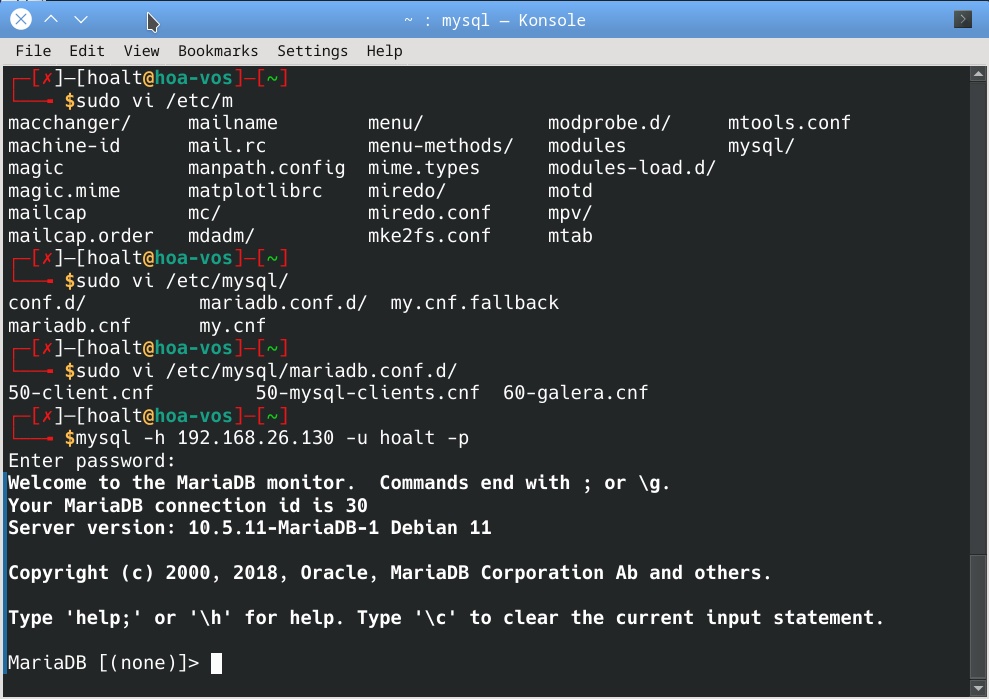 ~ : mysql — Konsole
File Edit View Bookmarks Settings Help
┌─[✗]─[hoalt@hoa-vos]─[~]
└──╼ $sudo vi /etc/m
macchanger/ mailname menu/ modprobe.d/ mtools.conf
machine-id mail.rc menu-methods/ modules mysql/
magic manpath.config mime.types modules-load.d/
magic.mime matplotlibrc miredo/ motd
mailcap mc/ miredo.conf mpv/
mailcap.order mdadm/ mke2fs.conf mtab
┌─[✗]─[hoalt@hoa-vos]─[~]
└──╼ $sudo vi /etc/mysql/
conf.d/ mariadb.conf.d/ my.cnf.fallback
mariadb.cnf my.cnf
┌─[✗]─[hoalt@hoa-vos]─[~]
└──╼ $sudo vi /etc/mysql/mariadb.conf.d/
50-client.cnf 50-mysql-clients.cnf 60-galera.cnf
┌─[✗]─[hoalt@hoa-vos]─[~]
└──╼ $mysql -h 192.168.26.130 -u hoalt -p
Enter password:
Welcome to the MariaDB monitor. Commands end with ; or \g.
Your MariaDB connection id is 30
Server version: 10.5.11-MariaDB-1 Debian 11
Copyright (c) 2000, 2018, Oracle, MariaDB Corporation Ab and others.
Type 'help;' or '\h' for help. Type '\c' to clear the current input statement.
MariaDB [(none)]>